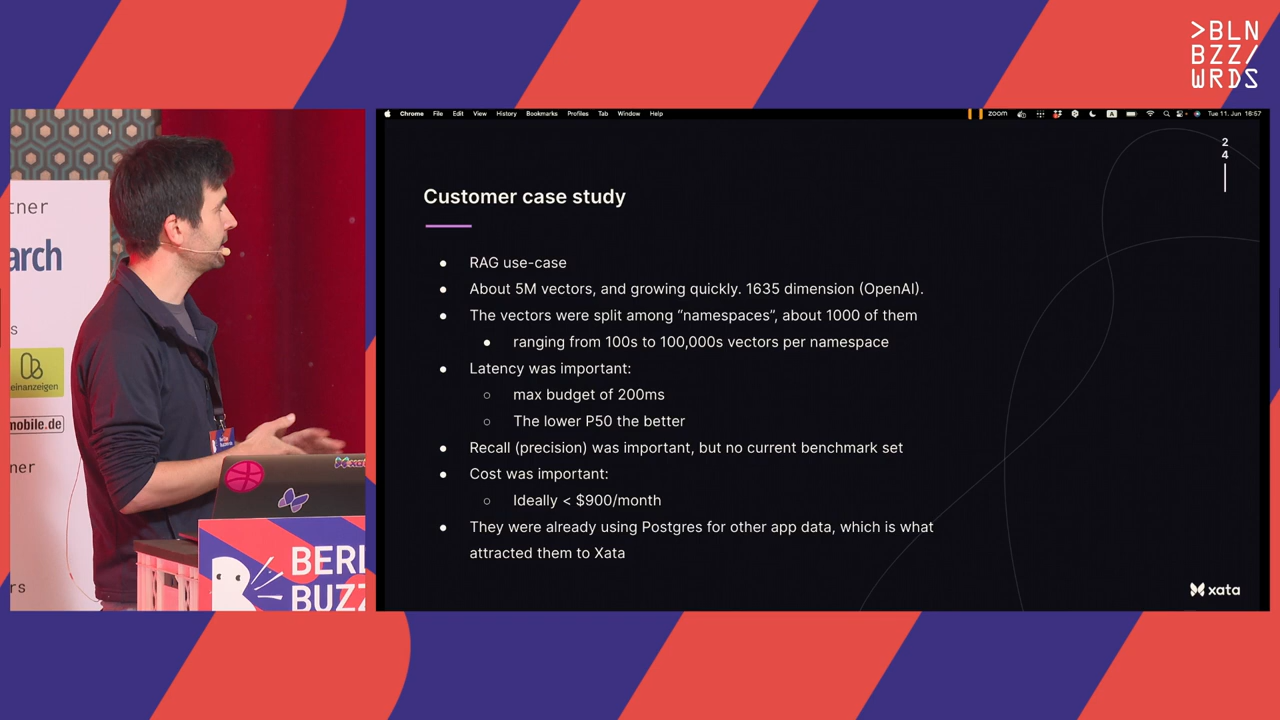 >BLN
BZZ/
WRDS
Chrome File Edit View History Bookmarks Profiles Tab Window Help
zoom
A
Tue 11. Jun 16:57
2
4
Customer case study
• RAG use-case
• About 5M vectors, and growing quickly. 1635 dimension (OpenAI).
• The vectors were split among “namespaces”, about 1000 of them
• ranging from 100s to 100,000s vectors per namespace
• Latency was important:
○ max budget of 200ms
○ The lower P50 the better
• Recall (precision) was important, but no current benchmark set
• Cost was important:
○ Ideally < $900/month
• They were already using Postgres for other app data, which is what
attracted them to Xata
xata
tner
arch
s
einanzeigen
mobile.de
ner
rs
xat
BERL
BUZZ